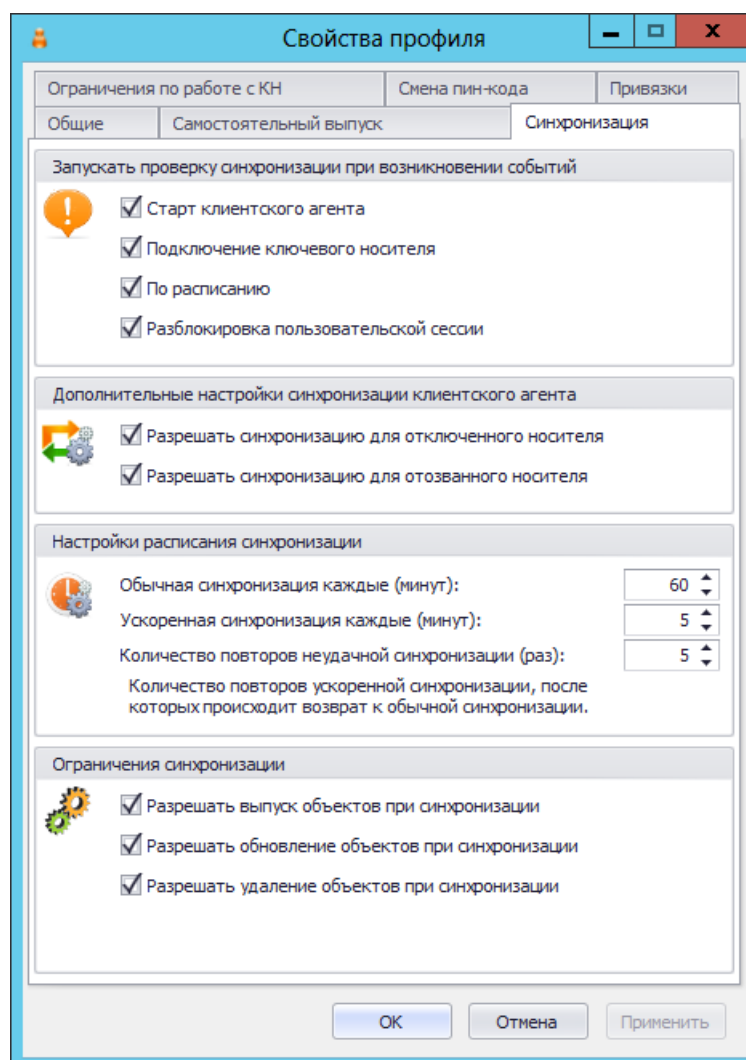 Свойства профиля
Ограничения по работе с КН
Смена пин-кода
Привязки
Общие
Самостоятельный выпуск
Синхронизация
Запускать проверку синхронизации при возникновении событий
Старт клиентского агента
Подключение ключевого носителя
По расписанию
Разблокировка пользовательской сессии
Дополнительные настройки синхронизации клиентского агента
Разрешать синхронизацию для отключенного носителя
Разрешать синхронизацию для отозванного носителя
Настройки расписания синхронизации
Обычная синхронизация каждые (минут): 60
Ускоренная синхронизация каждые (минут): 5
Количество повторов неудачной синхронизации (раз): 5
Количество повторов ускоренной синхронизации, после
которых происходит возврат к обычной синхронизации.
Ограничения синхронизации
Разрешать выпуск объектов при синхронизации
Разрешать обновление объектов при синхронизации
Разрешать удаление объектов при синхронизации
ОК
Отмена
Применить